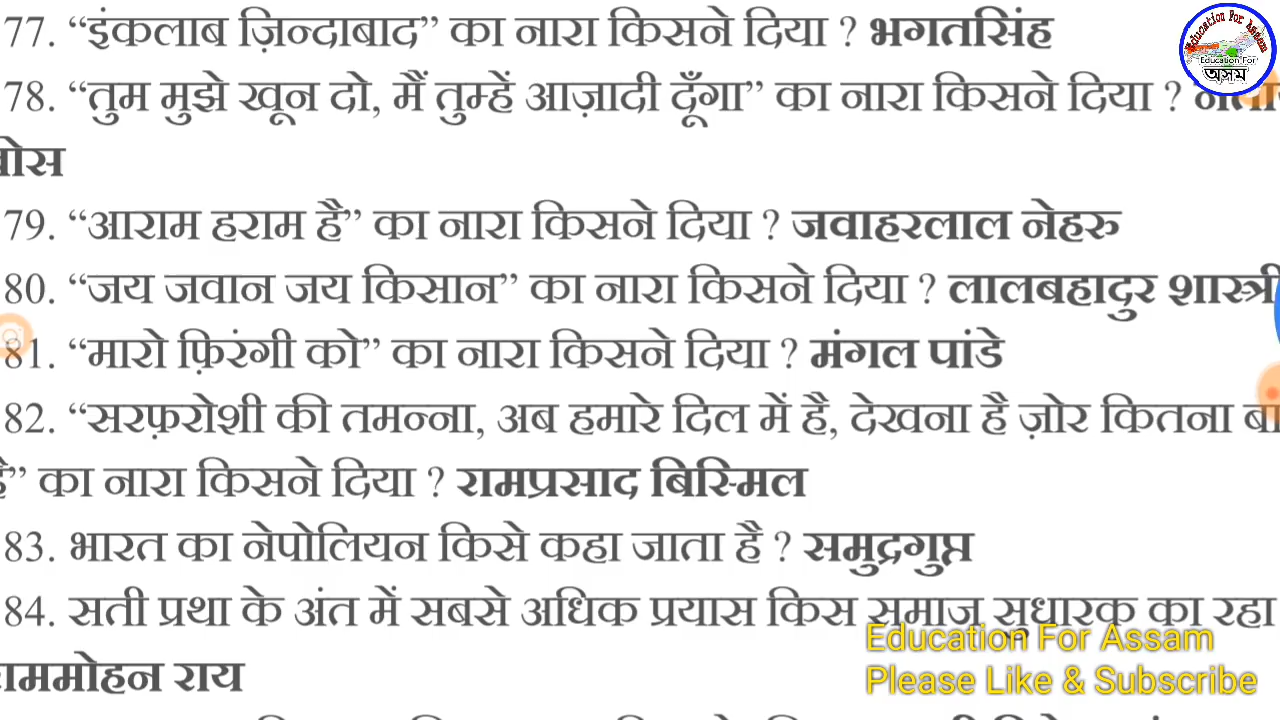 77. “इंकलाब ज़िन्दाबाद” का नारा किसने दिया ? भगतसिंह
78. “तुम मुझे खून दो, मैं तुम्हें आज़ादी दूँगा” का नारा किसने दिया ?
बोस
79. “आराम हराम है” का नारा किसने दिया ? जवाहरलाल नेहरु
80. “जय जवान जय किसान” का नारा किसने दिया ? लालबहादुर शास्त्री
81. “मारो फ़िरंगी को” का नारा किसने दिया ? मंगल पांडे
82. “सरफ़रोशी की तमन्ना, अब हमारे दिल में है, देखना है ज़ोर कितना
है” का नारा किसने दिया ? रामप्रसाद बिस्मिल
83. भारत का नेपोलियन किसे कहा जाता है ? समुद्रगुप्त
84. सती प्रथा के अंत में सबसे अधिक प्रयास किस समाज सुधारक का रहा
राममोहन राय
Education For Assam
Education For
অসম
Education For Assam
Please Like & Subscribe